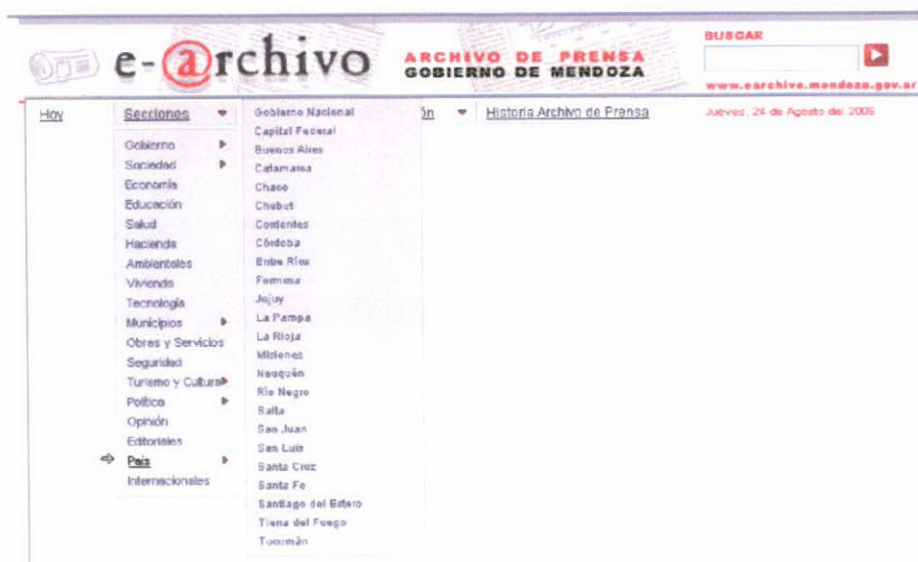 e-@rchivo
ARCHIVO DE PRENSA
GOBIERNO DE MENDOZA
BUSCAR
www.earchivo.mendoza.gov.ar
Hoy
Secciones
ón
Historia Archivo de Prensa
Jueves, 24 de Agosto del 2006
Gobierno
Sociedad
Economía
Educación
Salud
Hacienda
Ambientales
Vivienda
Tecnología
Municipios
Obras y Servicios
Seguridad
Turismo y Cultura
Política
Opinión
Editoriales
País
Internacionales
Gobierno Nacional
Capital Federal
Buenos Aires
Catamarca
Chaco
Chubut
Corrientes
Córdoba
Entre Ríos
Formosa
Jujuy
La Pampa
La Rioja
Misiones
Neuquén
Río Negro
Salta
San Juan
San Luis
Santa Cruz
Santa Fe
Santiago del Estero
Tierra del Fuego
Tucumán